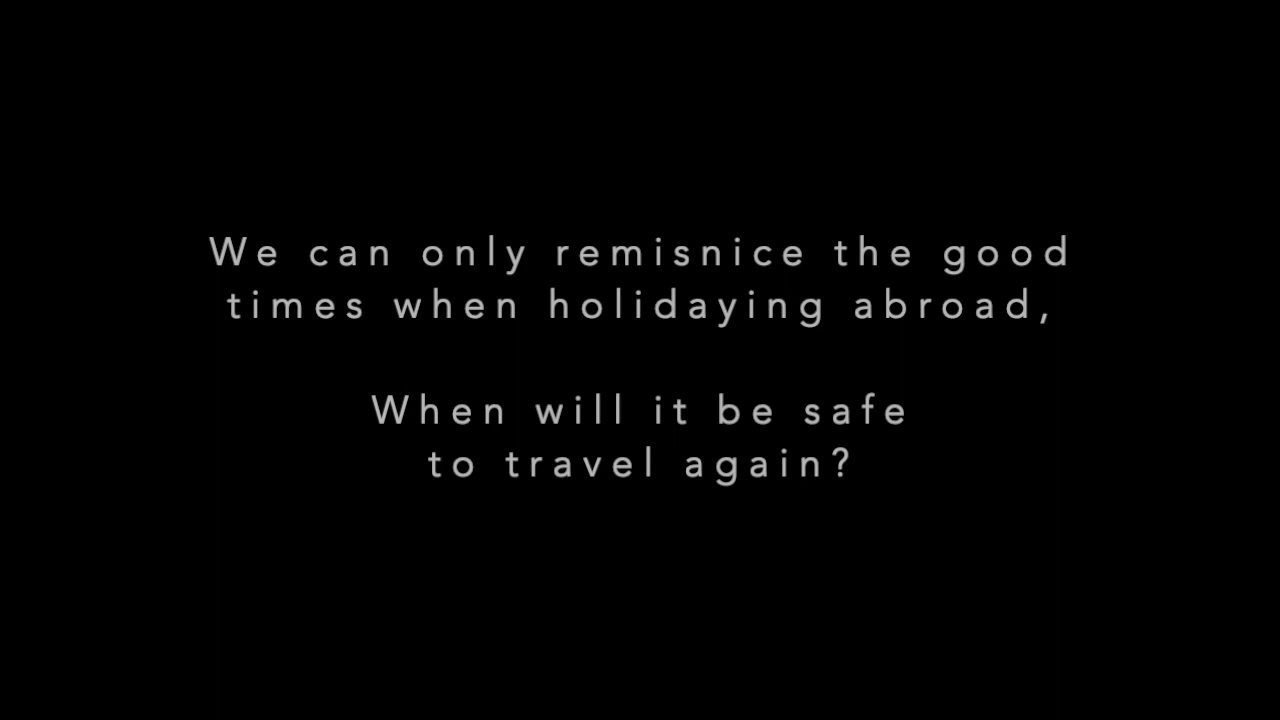 We can only remisnice the good
times when holidaying abroad,
When will it be safe
to travel again?